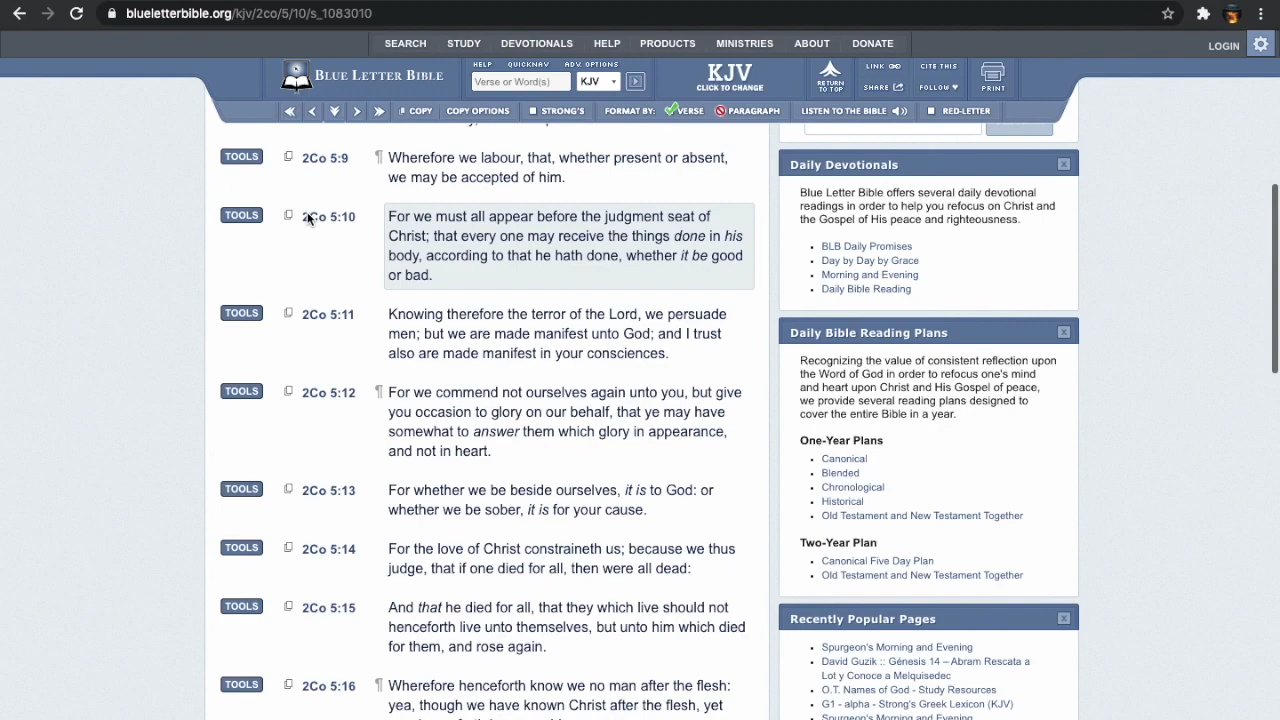 blueletterbible.org/kjv/2co/5/10/s_1083010
SEARCH STUDY DEVOTIONALS HELP PRODUCTS MINISTRIES ABOUT DONATE
LOGIN
BLUE LETTER BIBLE
HELP QUICKNAV ADV. OPTIONS
Verse or Word(s) KJV
KJV
CLICK TO CHANGE
RETURN
TO TOP
LINK CITE THIS
SHARE FOLLOW
PRINT
COPY COPY OPTIONS STRONG'S FORMAT BY: VERSE PARAGRAPH LISTEN TO THE BIBLE RED-LETTER
TOOLS 2Co 5:9 ¶ Wherefore we labour, that, whether present or absent,
we may be accepted of him.
TOOLS 2Co 5:10 For we must all appear before the judgment seat of
Christ; that every one may receive the things done in his
body, according to that he hath done, whether it be good
or bad.
TOOLS 2Co 5:11 Knowing therefore the terror of the Lord, we persuade
men; but we are made manifest unto God; and I trust
also are made manifest in your consciences.
TOOLS 2Co 5:12 ¶ For we commend not ourselves again unto you, but give
you occasion to glory on our behalf, that ye may have
somewhat to answer them which glory in appearance,
and not in heart.
TOOLS 2Co 5:13 For whether we be beside ourselves, it is to God: or
whether we be sober, it is for your cause.
TOOLS 2Co 5:14 For the love of Christ constraineth us; because we thus
judge, that if one died for all, then were all dead:
TOOLS 2Co 5:15 And that he died for all, that they which live should not
henceforth live unto themselves, but unto him which died
for them, and rose again.
TOOLS 2Co 5:16 ¶ Wherefore henceforth know we no man after the flesh:
yea, though we have known Christ after the flesh, yet
Daily Devotionals
Blue Letter Bible offers several daily devotional
readings in order to help you refocus on Christ and
the Gospel of His peace and righteousness.
BLB Daily Promises
Day by Day by Grace
Morning and Evening
Daily Bible Reading
Daily Bible Reading Plans
Recognizing the value of consistent reflection upon
the Word of God in order to refocus one's mind
and heart upon Christ and His Gospel of peace,
we provide several reading plans designed to
cover the entire Bible in a year.
One-Year Plans
Canonical
Blended
Chronological
Historical
Old Testament and New Testament Together
Two-Year Plan
Canonical Five Day Plan
Old Testament and New Testament Together
Recently Popular Pages
Spurgeon's Morning and Evening
David Guzik :: Génesis 14 – Abram Rescata a
Lot y Conoce a Melquisedec
O.T. Names of God - Study Resources
G1 - alpha - Strong's Greek Lexicon (KJV)
Spurgeon's Morning and Evening